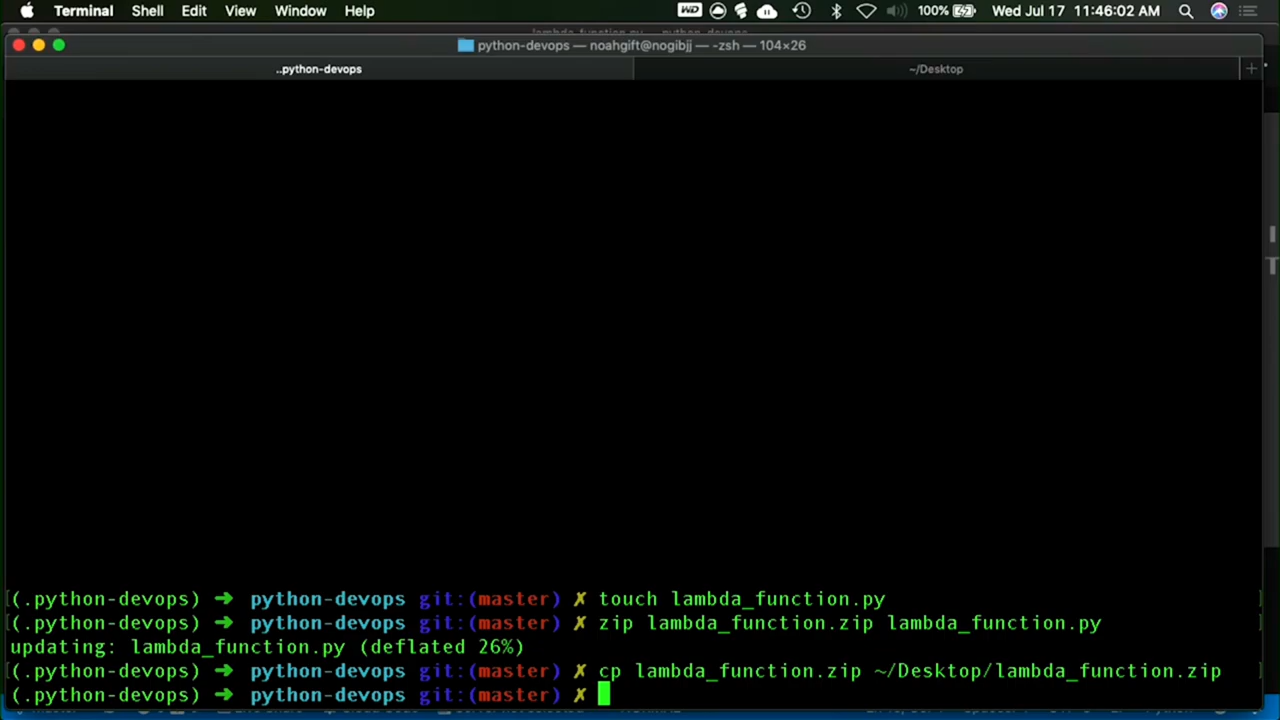 Terminal Shell Edit View Window Help WD 100% Wed Jul 17 11:46:02 AM
python-devops — noahgift@nogibjj — -zsh — 104×26
..python-devops ~/Desktop +
(.python-devops) ➜ python-devops git:(master) ✗ touch lambda_function.py
(.python-devops) ➜ python-devops git:(master) ✗ zip lambda_function.zip lambda_function.py
updating: lambda_function.py (deflated 26%)
(.python-devops) ➜ python-devops git:(master) ✗ cp lambda_function.zip ~/Desktop/lambda_function.zip
(.python-devops) ➜ python-devops git:(master) ✗